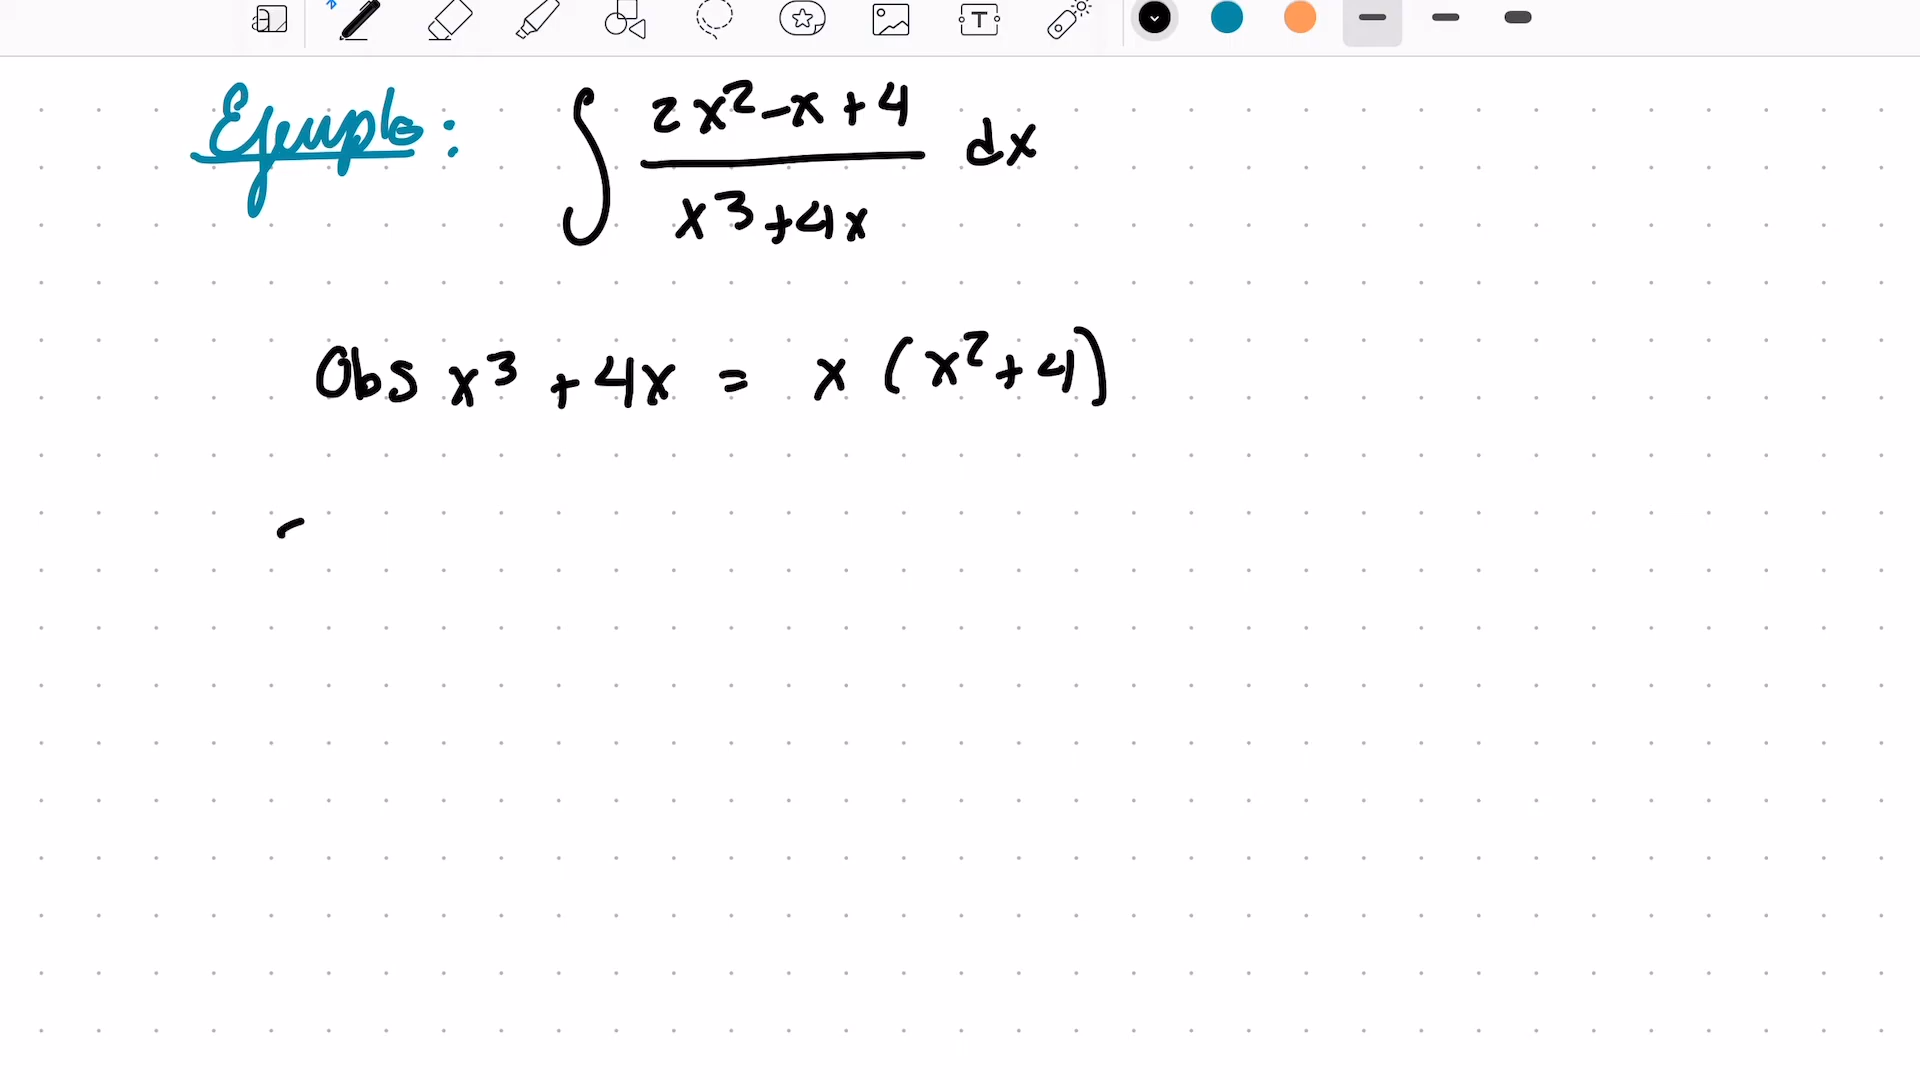 Ejemplo: ∫ (2x² - x + 4)/(x³ + 4x) dx
Obs x³ + 4x = x (x² + 4)